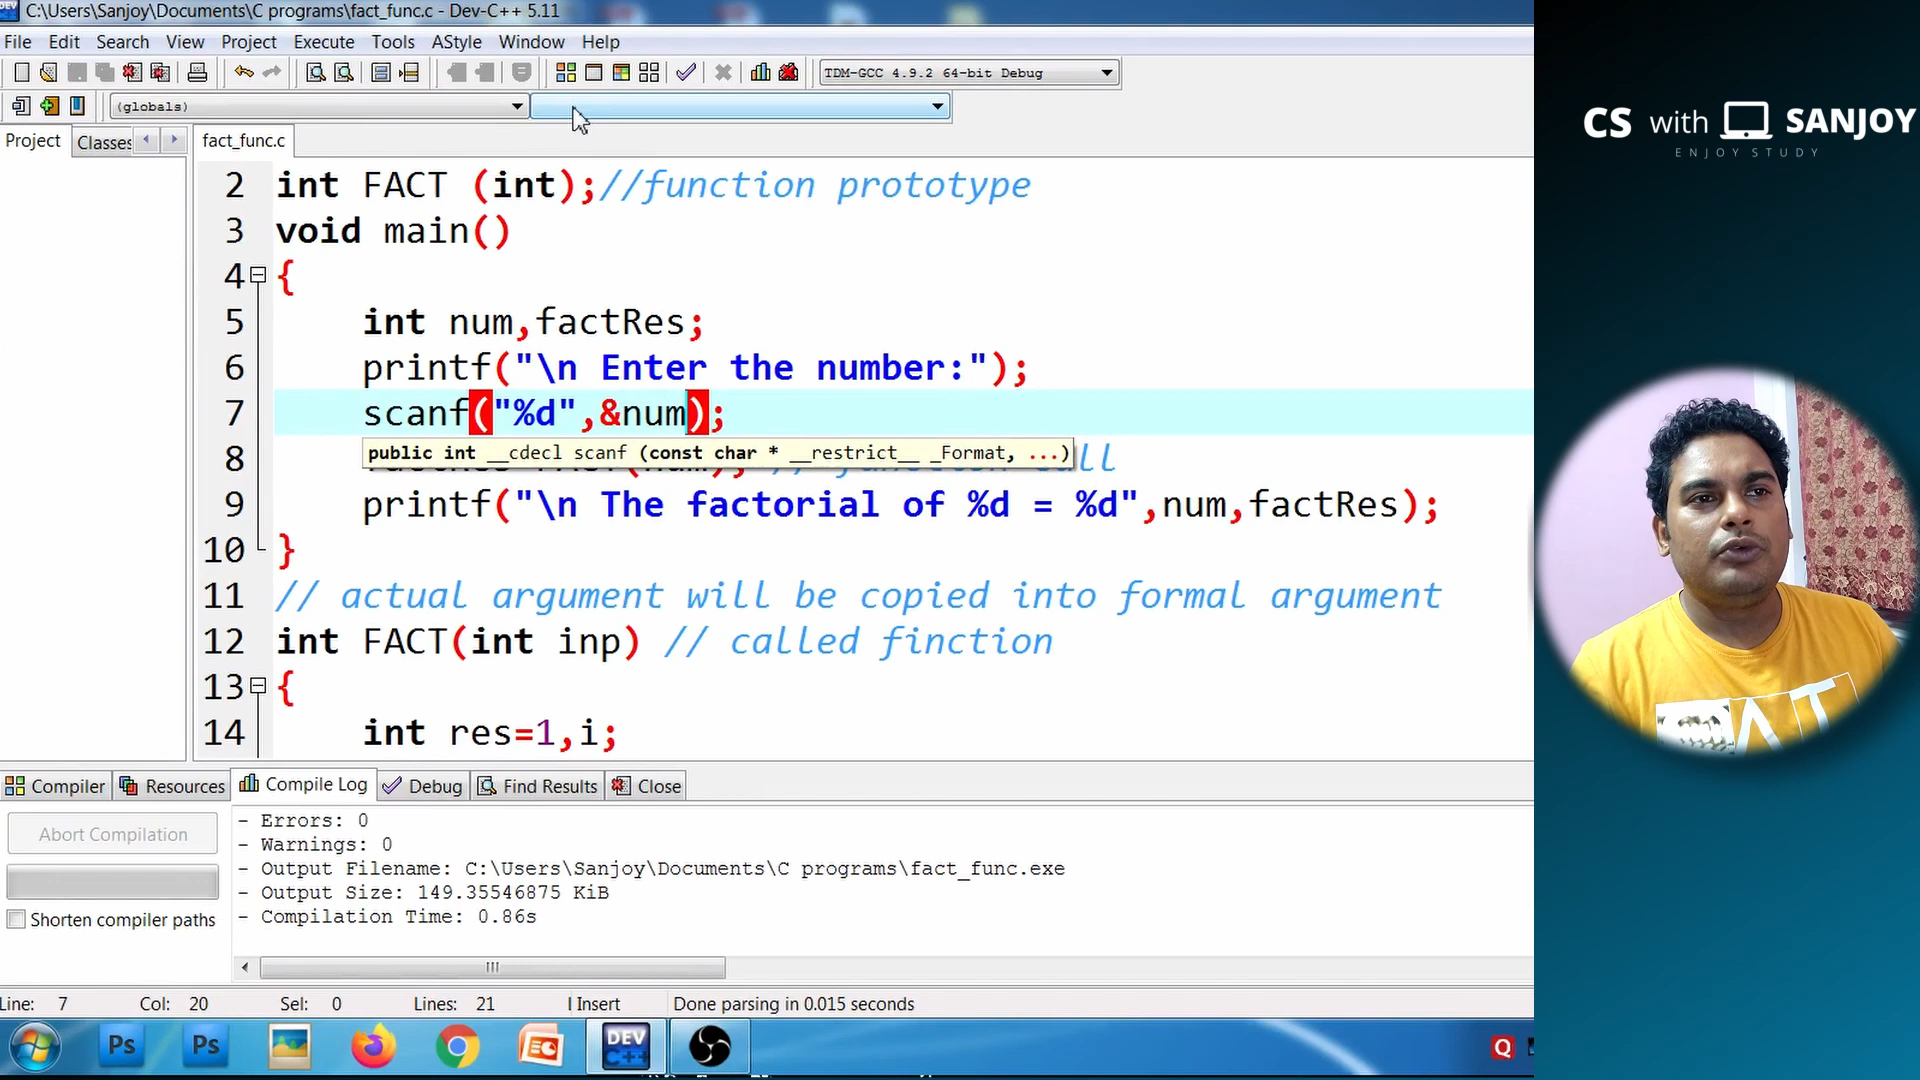 C:\Users\Sanjoy\Documents\C programs\fact_func.c - Dev-C++ 5.11
File Edit Search View Project Execute Tools AStyle Window Help
TDM-GCC 4.9.2 64-bit Debug
(globals)
CS with SANJOY
ENJOY STUDY
Project Classes fact_func.c
2 int FACT (int);//function prototype
3 void main()
4 {
5 int num,factRes;
6 printf("\n Enter the number:");
7 scanf("%d",&num);
public int __cdecl scanf (const char * __restrict__ _Format, ...)
8
9 printf("\n The factorial of %d = %d",num,factRes);
10 }
11 // actual argument will be copied into formal argument
12 int FACT(int inp) // called finction
13 {
14 int res=1,i;
Compiler Resources Compile Log Debug Find Results Close
Abort Compilation
Shorten compiler paths
- Errors: 0
- Warnings: 0
- Output Filename: C:\Users\Sanjoy\Documents\C programs\fact_func.exe
- Output Size: 149.35546875 KiB
- Compilation Time: 0.86s
Line: 7 Col: 20 Sel: 0 Lines: 21 Insert Done parsing in 0.015 seconds
Ps Ps DEV C++ Q